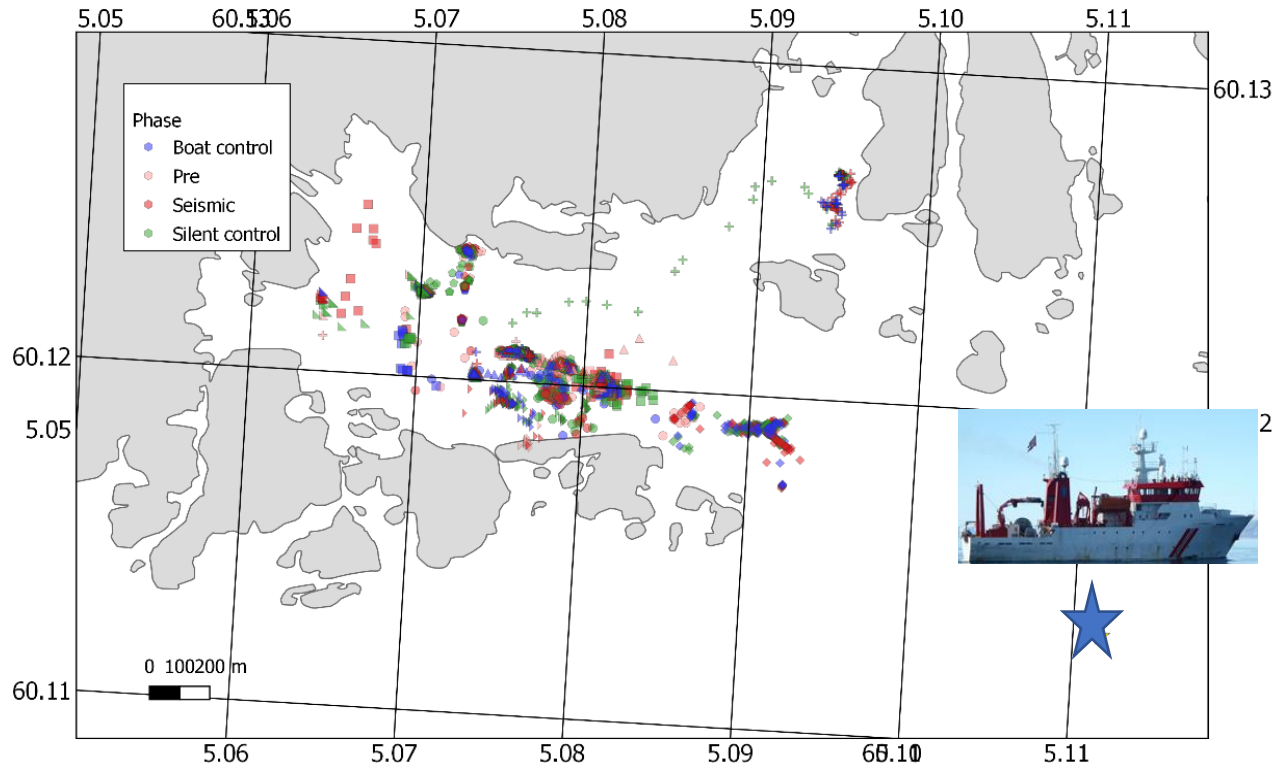 5.05 60.13 5.06 5.07 5.08 5.09 5.10 5.11
60.13
Phase
Boat control
Pre
Seismic
Silent control
60.12
5.05
2
0 100200 m
60.11
5.06 5.07 5.08 5.09 5.10 5.11